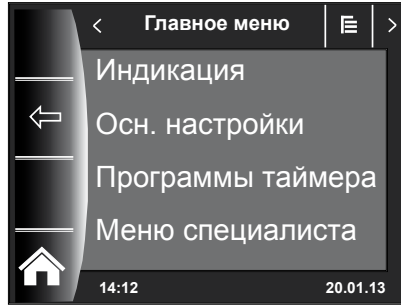 Главное меню
Индикация
Осн. настройки
Программы таймера
Меню специалиста
14:12 20.01.13